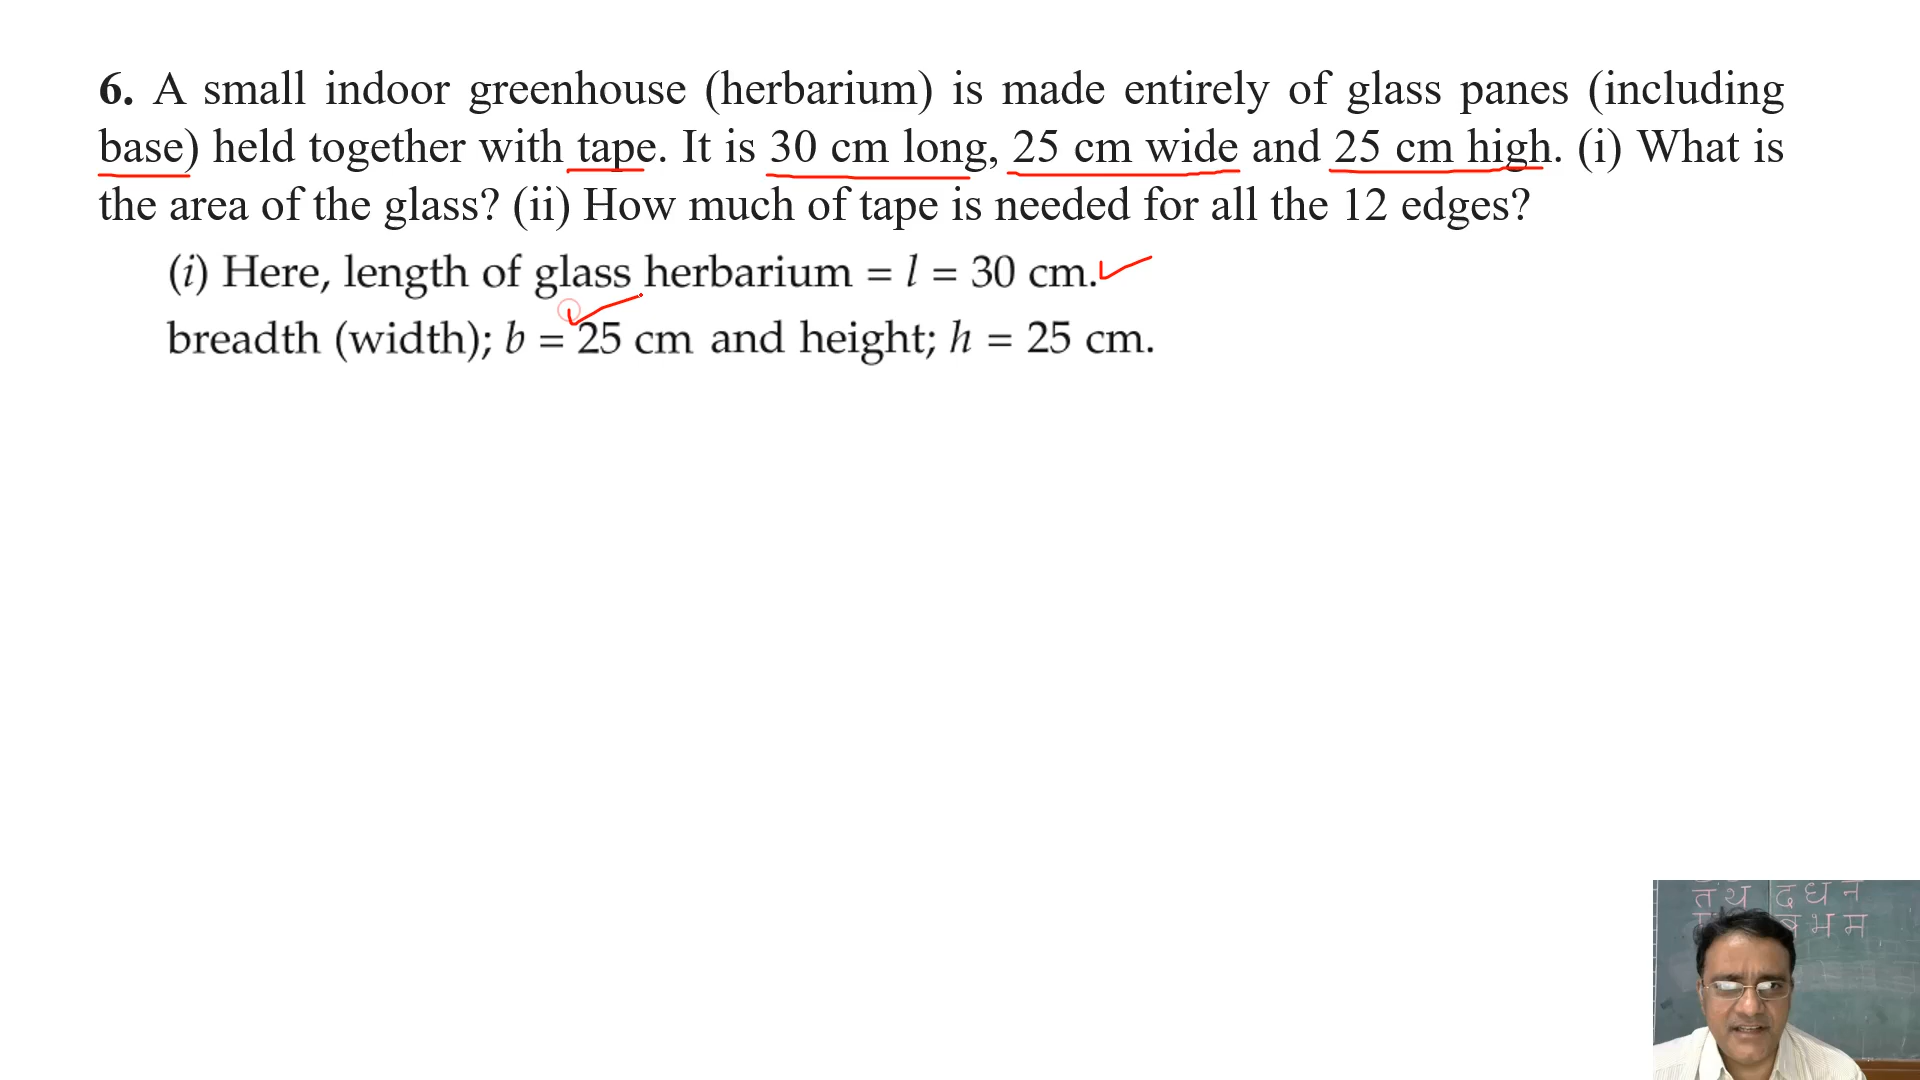 6. A small indoor greenhouse (herbarium) is made entirely of glass panes (including
base) held together with tape. It is 30 cm long, 25 cm wide and 25 cm high. (i) What is
the area of the glass? (ii) How much of tape is needed for all the 12 edges?
(i) Here, length of glass herbarium = l = 30 cm.
breadth (width); b = 25 cm and height; h = 25 cm.
त थ द ध न
ब भ म